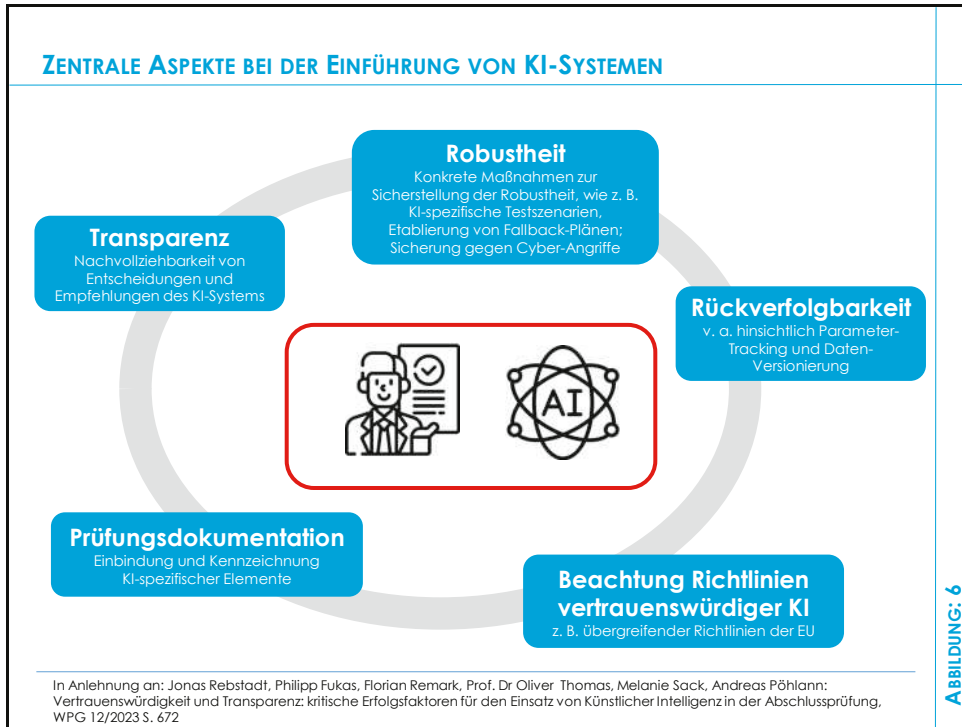 ZENTRALE ASPEKTE BEI DER EINFÜHRUNG VON KI-SYSTEMEN
Robustheit
Konkrete Maßnahmen zur
Sicherstellung der Robustheit, wie z. B.
KI-spezifische Testszenarien,
Etablierung von Fallback-Plänen;
Sicherung gegen Cyber-Angriffe
Transparenz
Nachvollziehbarkeit von
Entscheidungen und
Empfehlungen des KI-Systems
Rückverfolgbarkeit
v. a. hinsichtlich Parameter-
Tracking und Daten-
Versionierung
AI
Prüfungsdokumentation
Einbindung und Kennzeichnung
KI-spezifischer Elemente
Beachtung Richtlinien
vertrauenswürdiger KI
z. B. übergreifender Richtlinien der EU
ABBILDUNG: 6
In Anlehnung an: Jonas Rebstadt, Philipp Fukas, Florian Remark, Prof. Dr Oliver Thomas, Melanie Sack, Andreas Pöhlann:
Vertrauenswürdigkeit und Transparenz: kritische Erfolgsfaktoren für den Einsatz von Künstlicher Intelligenz in der Abschlussprüfung,
WPG 12/2023 S. 672